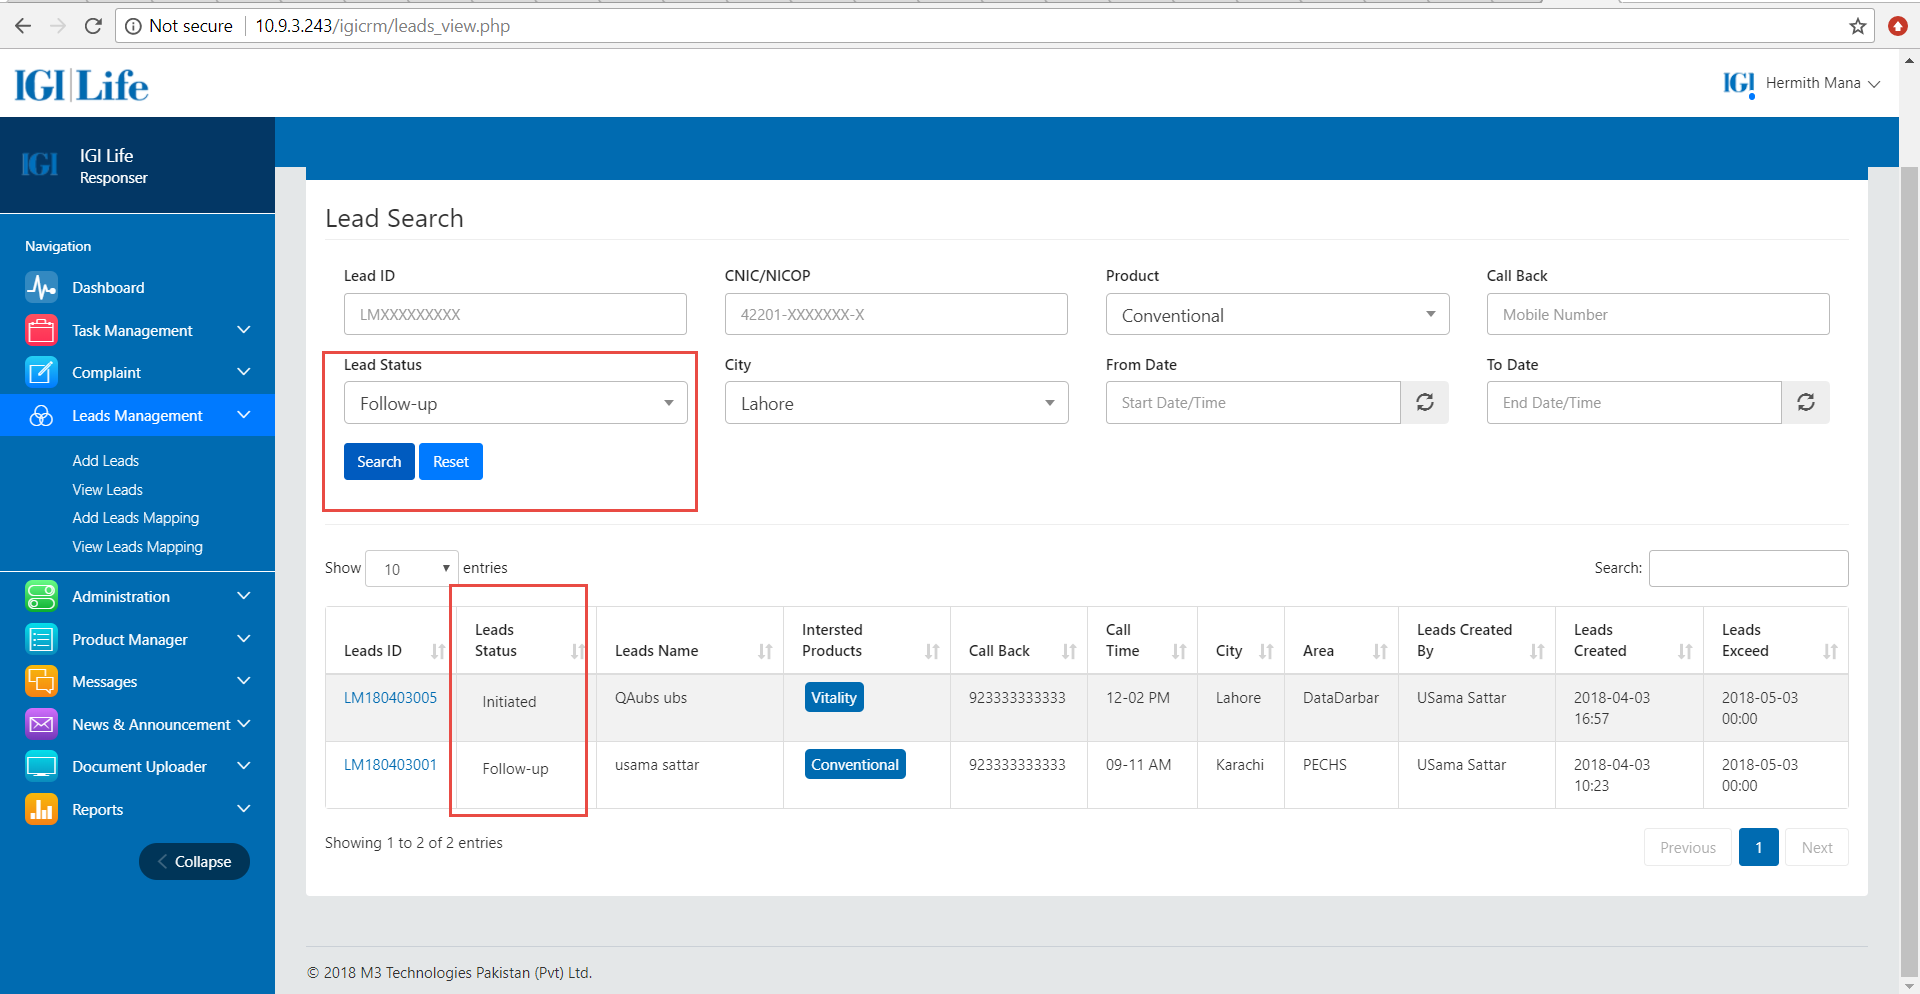 Not secure | 10.9.3.243/igicrm/leads_view.php
IGI Life
IGI Hermith Mana
IGI
IGI Life
Responser
Navigation
Dashboard
Task Management
Complaint
Leads Management
Add Leads
View Leads
Add Leads Mapping
View Leads Mapping
Administration
Product Manager
Messages
News & Announcement
Document Uploader
Reports
Collapse
Lead Search
Lead ID CNIC/NICOP Product Call Back
LMXXXXXXXXX 42201-XXXXXXX-X Conventional Mobile Number
Lead Status City From Date To Date
Follow-up Lahore Start Date/Time End Date/Time
Search Reset
Show 10 entries Search:
Leads ID Leads Status Leads Name Intersted Products Call Back Call Time City Area Leads Created By Leads Created Leads Exceed
LM180403005 Initiated QAubs ubs Vitality 923333333333 12-02 PM Lahore DataDarbar USama Sattar 2018-04-03 16:57 2018-05-03 00:00
LM180403001 Follow-up usama sattar Conventional 923333333333 09-11 AM Karachi PECHS USama Sattar 2018-04-03 10:23 2018-05-03 00:00
Showing 1 to 2 of 2 entries Previous 1 Next
© 2018 M3 Technologies Pakistan (Pvt) Ltd.